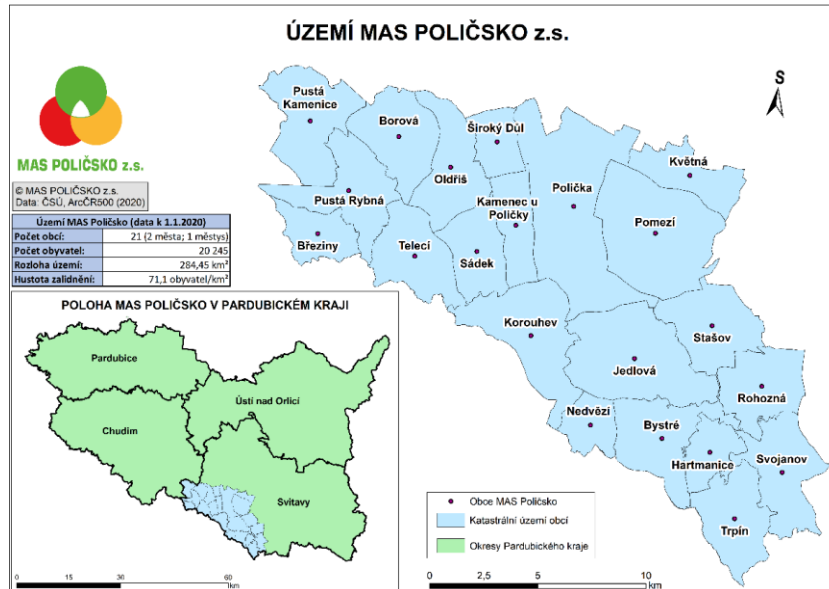 ÚZEMÍ MAS POLIČSKO z.s.
MAS POLIČSKO z.s.
© MAS POLIČSKO z.s.
Data: ČSÚ, ArcČR500 (2020)
Území MAS Poličsko (data k 1.1.2020)
Počet obcí: 21 (2 města; 1 městys)
Počet obyvatel: 20 245
Rozloha území: 284,45 km²
Hustota zalidnění: 71,1 obyvatel/km²
S
Pustá
Kamenice
Borová
Široký Důl
Oldřiš
Květná
Pustá Rybná
Kamenec u
Poličky
Polička
Pomezí
Březiny
Telecí
Sádek
Korouhev
Stašov
Jedlová
Rohozná
Nedvězí
Bystré
Hartmanice
Svojanov
Trpín
POLOHA MAS POLIČSKO V PARDUBICKÉM KRAJI
Pardubice
Ústí nad Orlicí
Chudim
Svitavy
0 15 30 60
km
Obce MAS Poličsko
Katastrální území obcí
Okresy Pardubického kraje
0 2,5 5 10
km